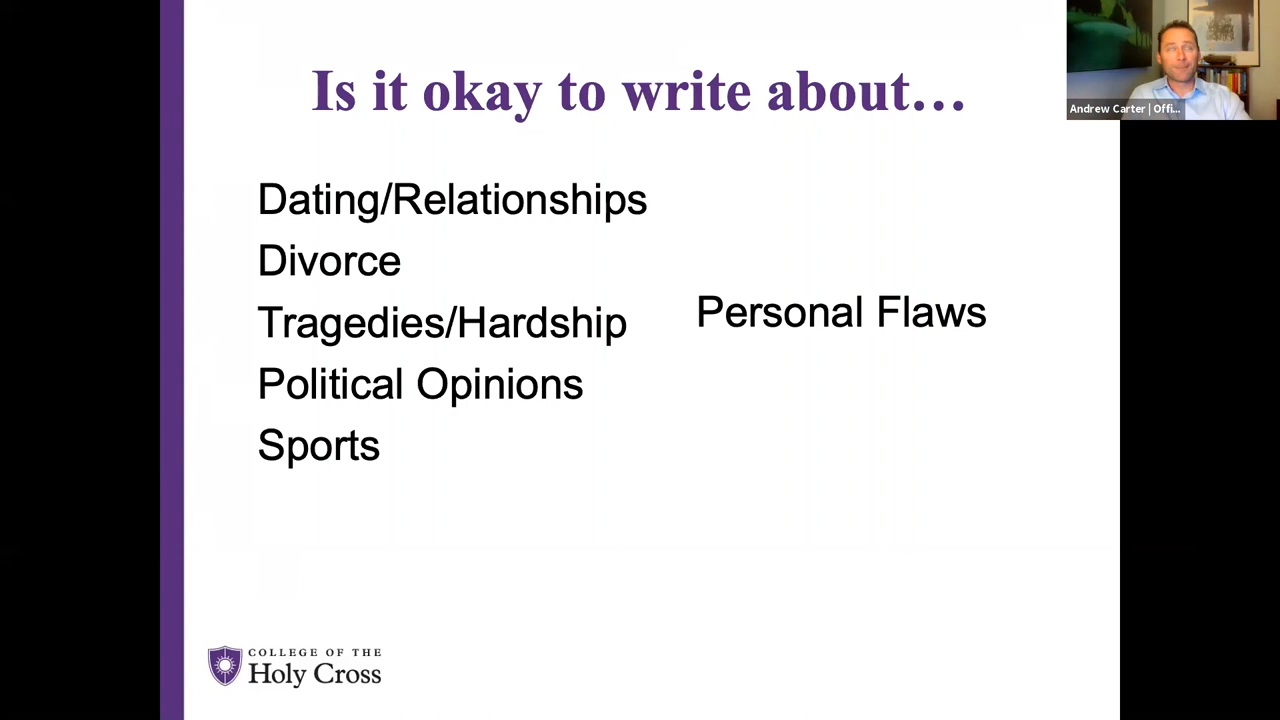 Is it okay to write about…
Andrew Carter | Offi...
Dating/Relationships
Divorce
Tragedies/Hardship
Political Opinions
Sports
Personal Flaws
COLLEGE OF THE
Holy Cross